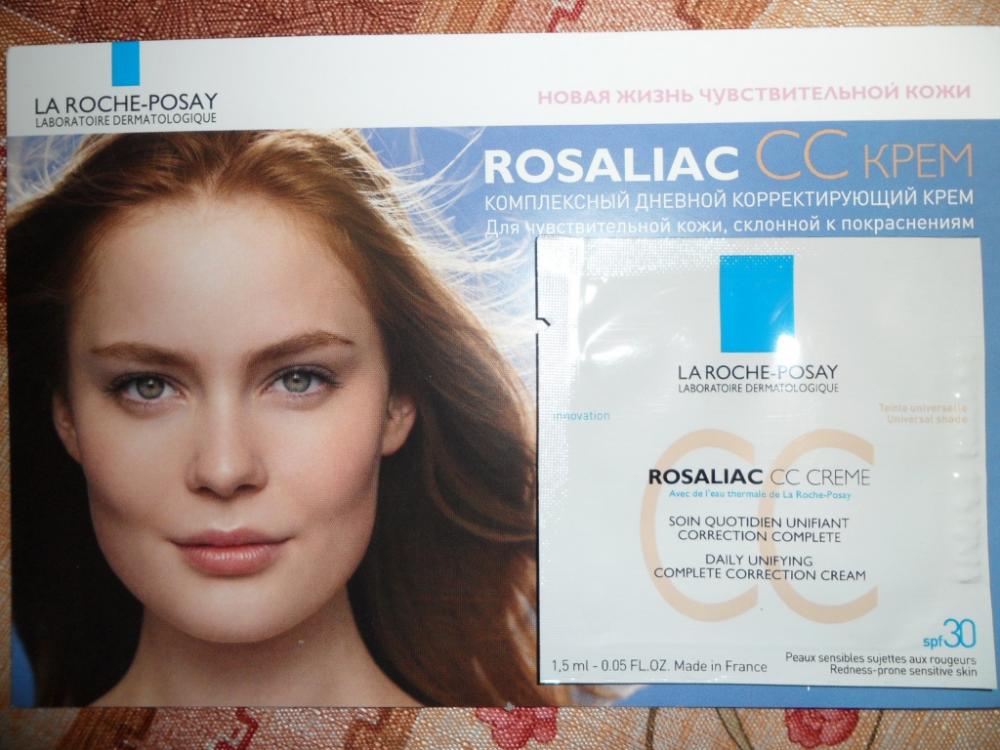 LA ROCHE-POSAY
LABORATOIRE DERMATOLOGIQUE
НОВАЯ ЖИЗНЬ ЧУВСТВИТЕЛЬНОЙ КОЖИ
ROSALIAC CC КРЕМ
КОМПЛЕКСНЫЙ ДНЕВНОЙ КОРРЕКТИРУЮЩИЙ КРЕМ
Для чувствительной кожи, склонной к покраснениям
LA ROCHE-POSAY
LABORATOIRE DERMATOLOGIQUE
innovation
Teinte universelle
Universal shade
CC
ROSALIAC CC CREME
Avec de l'eau thermale de La Roche-Posay
SOIN QUOTIDIEN UNIFIANT
CORRECTION COMPLETE
DAILY UNIFYING
COMPLETE CORRECTION CREAM
spf30
1,5 ml - 0.05 FL.OZ. Made in France
Peaux sensibles sujettes aux rougeurs
Redness-prone sensitive skin